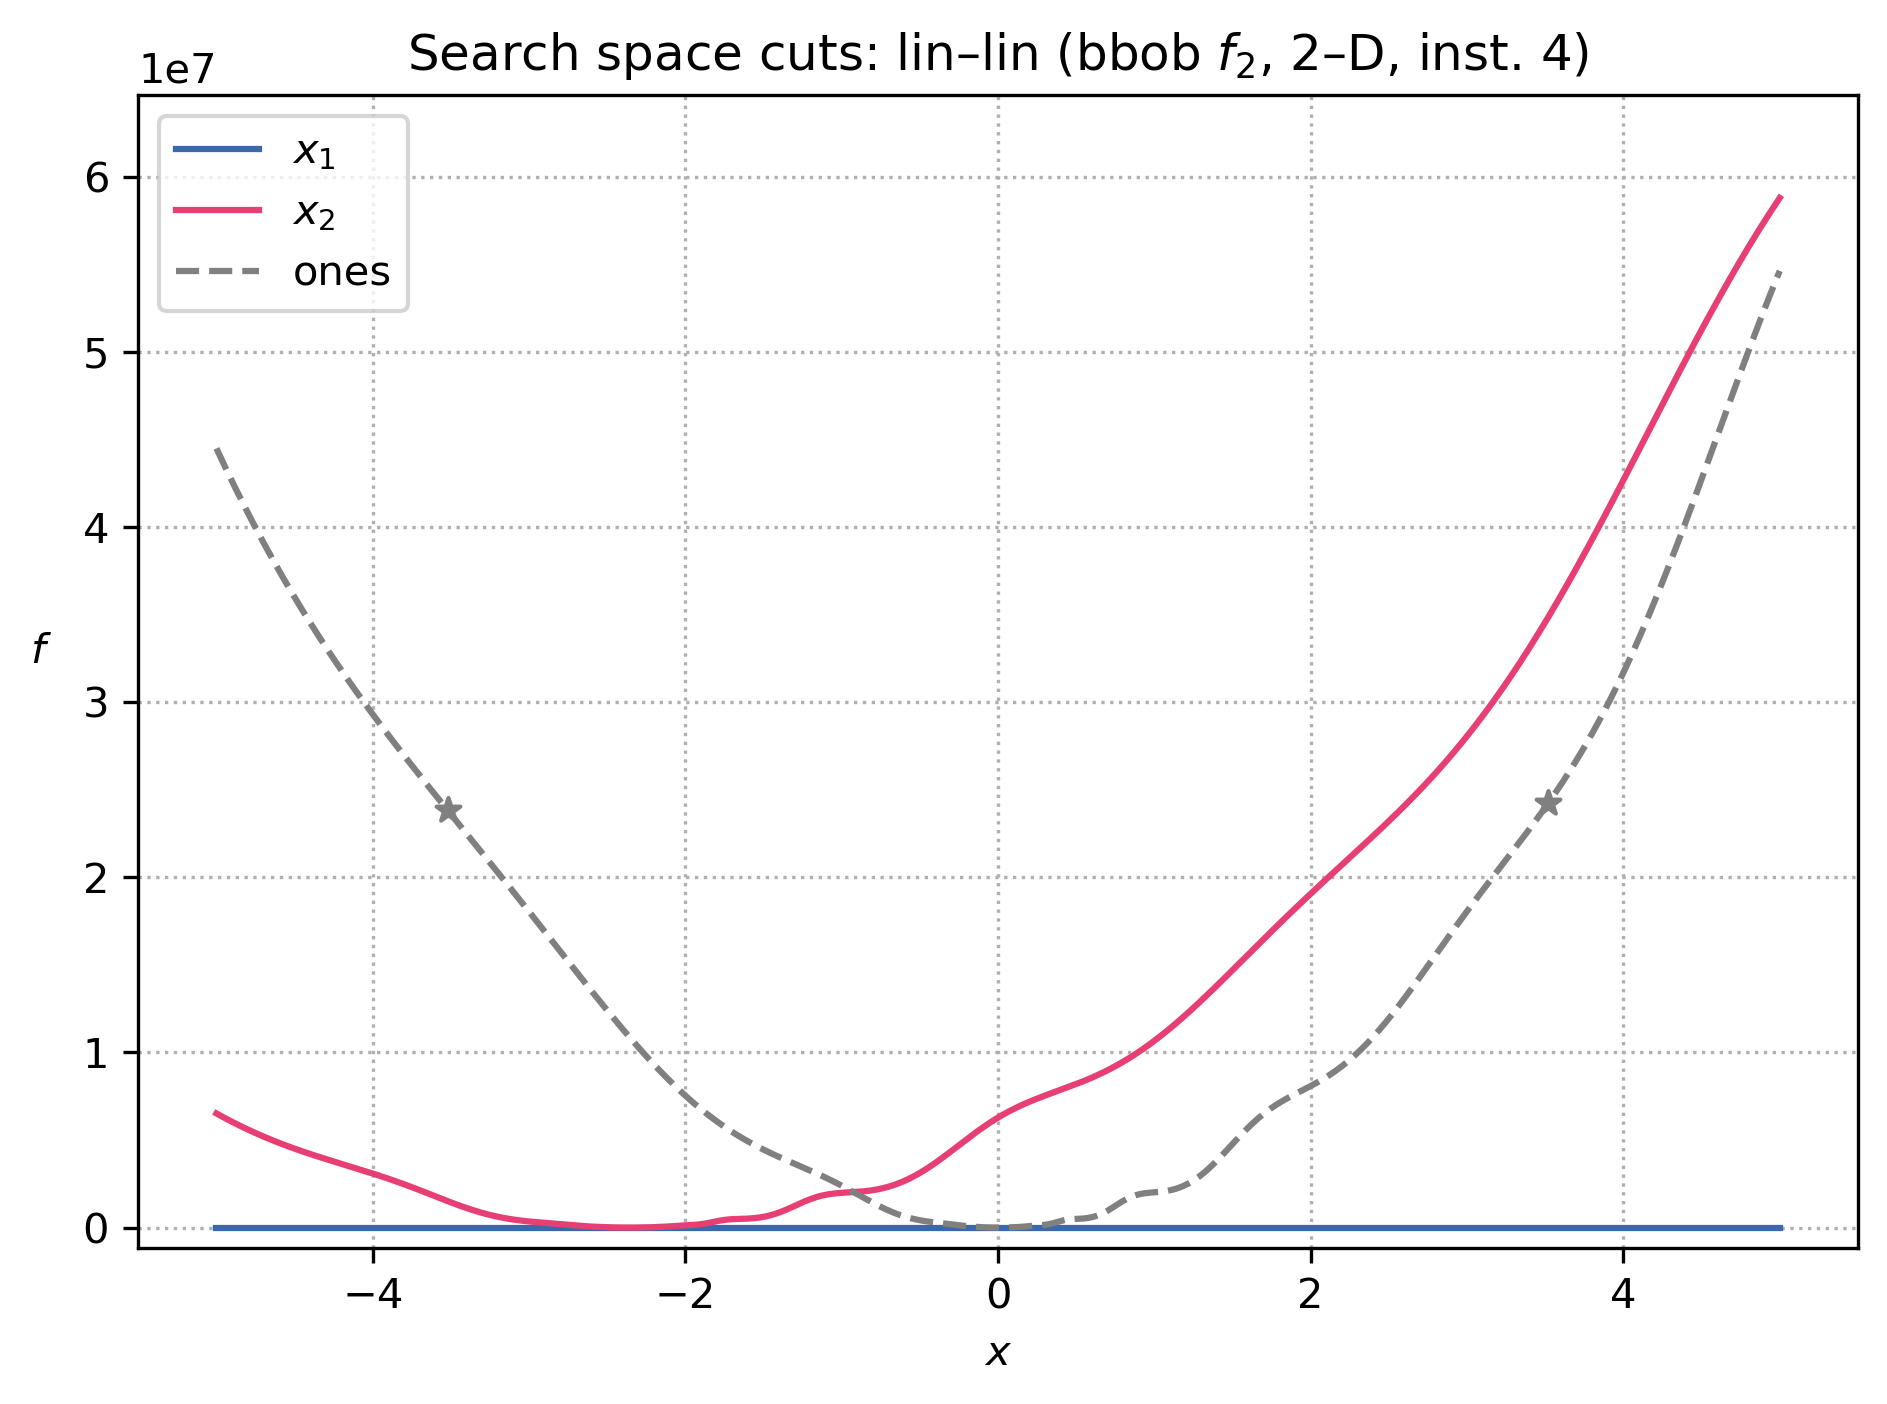 Search space cuts: lin–lin (bbob f₂, 2–D, inst. 4)
1e7
x₁
x₂
ones
6
5
4
3
2
1
0
f
−4
−2
0
2
4
x